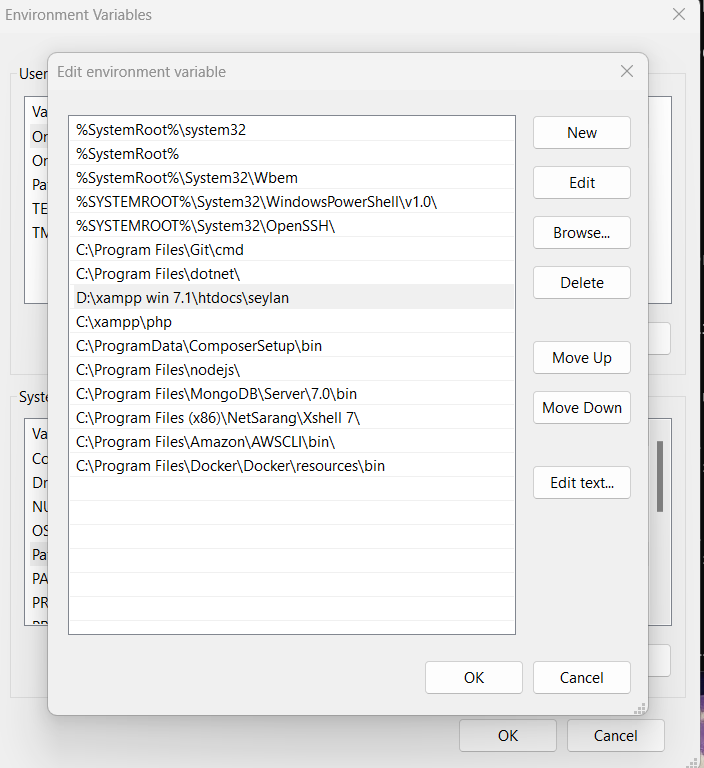 Environment Variables
Edit environment variable
User
Va
On
On
Pa
TE
TM
%SystemRoot%\system32
%SystemRoot%
%SystemRoot%\System32\Wbem
%SYSTEMROOT%\System32\WindowsPowerShell\v1.0\
%SYSTEMROOT%\System32\OpenSSH\
C:\Program Files\Git\cmd
C:\Program Files\dotnet\
D:\xampp win 7.1\htdocs\seylan
C:\xampp\php
C:\ProgramData\ComposerSetup\bin
C:\Program Files\nodejs\
C:\Program Files\MongoDB\Server\7.0\bin
C:\Program Files (x86)\NetSarang\Xshell 7\
C:\Program Files\Amazon\AWSCLI\bin\
C:\Program Files\Docker\Docker\resources\bin
New
Edit
Browse...
Delete
Move Up
Move Down
Edit text...
Syste
Va
Co
Dr
NU
OS
Pa
PA
PR
OK
Cancel
OK
Cancel